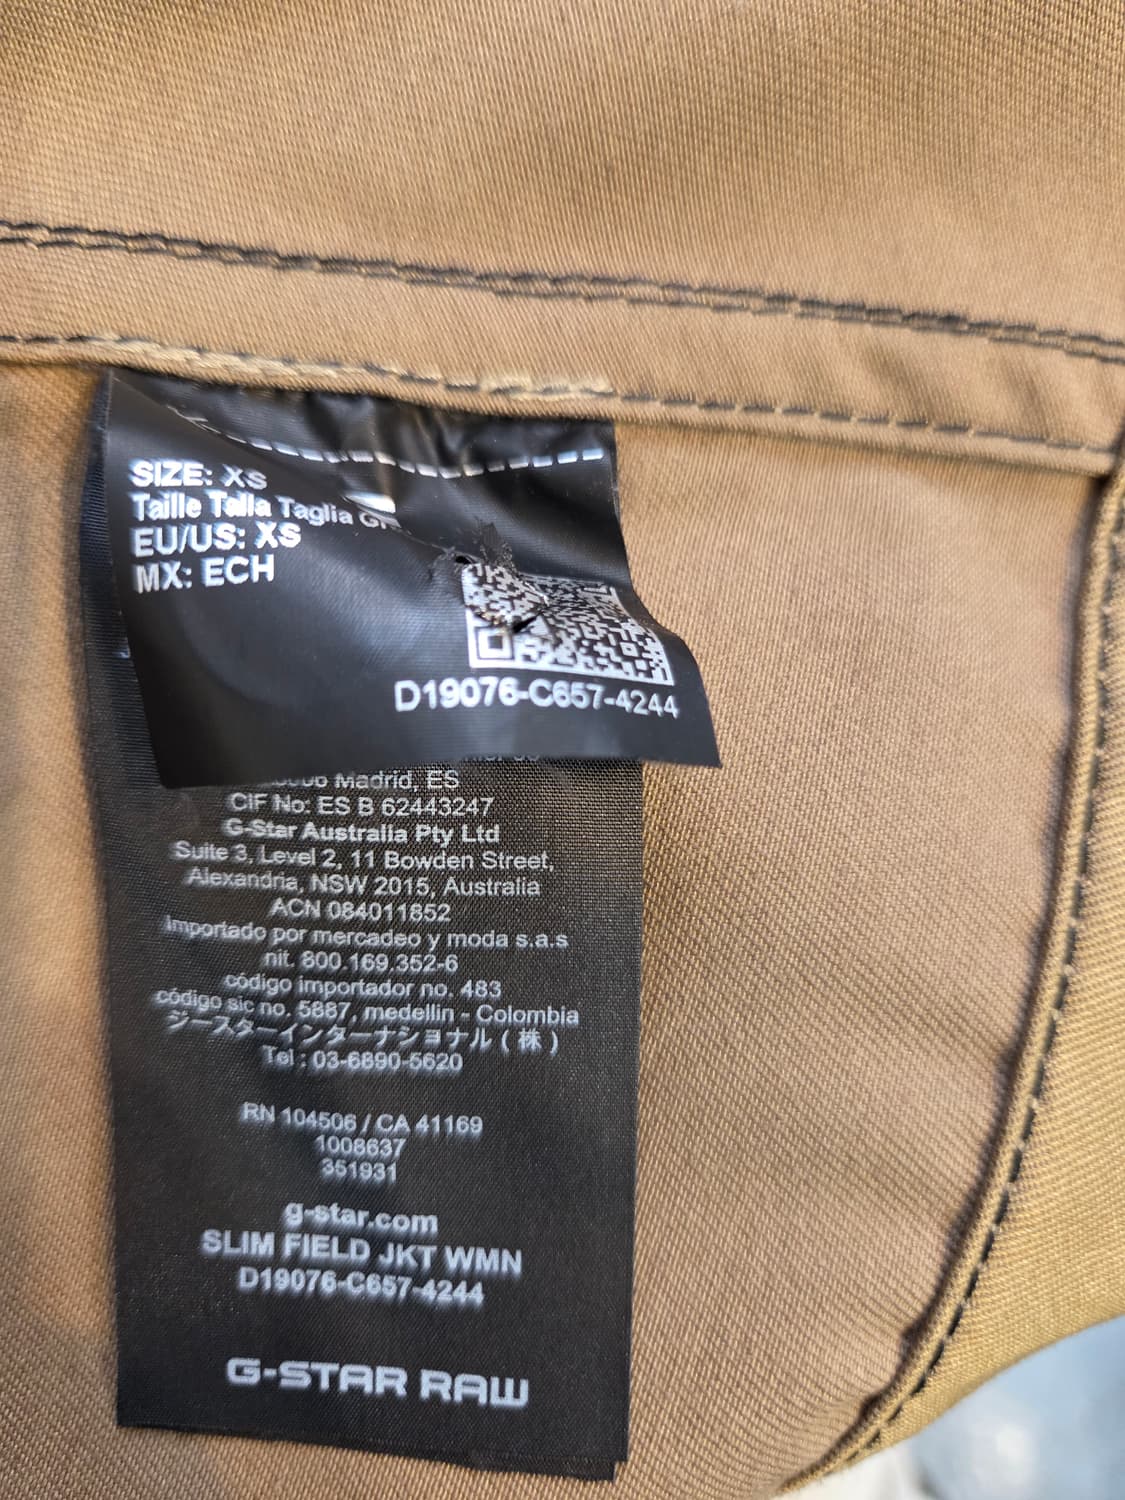 SIZE: XS
Taille Talla Taglia
EU/US: XS
MX: ECH
D19076-C657-4244
Madrid, ES
CIF No: ES B 62443247
G-Star Australia Pty Ltd
Suite 3, Level 2, 11 Bowden Street,
Alexandria, NSW 2015, Australia
ACN 084011852
Importado por mercadeo y moda s.a.s
nit. 800.169.352-6
código importador no. 483
código sic no. 5887, medellin - Colombia
ジースターインターナショナル ( 株 )
Tel : 03-6890-5620
RN 104506 / CA 41169
1008637
351931
g-star.com
SLIM FIELD JKT WMN
D19076-C657-4244
G-STAR RAW